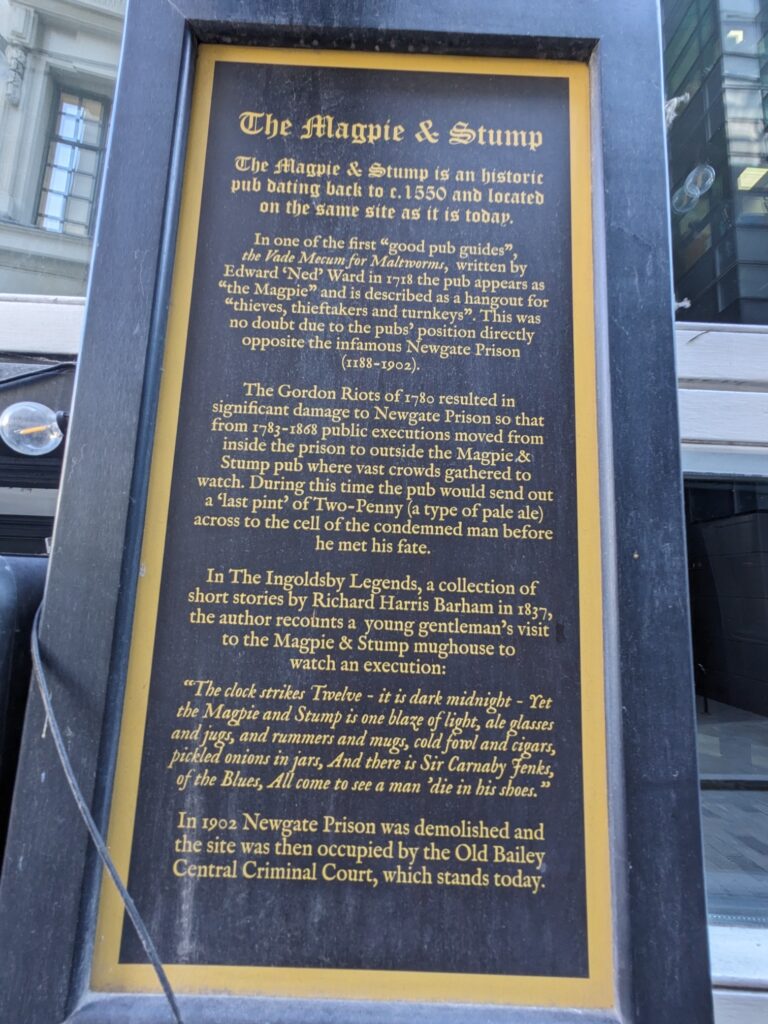 The Magpie & Stump
The Magpie & Stump is an historic
pub dating back to c.1550 and located
on the same site as it is today.
In one of the first “good pub guides”,
the Vade Mecum for Maltworms, written by
Edward ‘Ned’ Ward in 1718 the pub appears as
“the Magpie” and is described as a hangout for
“thieves, thieftakers and turnkeys”. This was
no doubt due to the pubs’ position directly
opposite the infamous Newgate Prison
(1188-1902).
The Gordon Riots of 1780 resulted in
significant damage to Newgate Prison so that
from 1783-1868 public executions moved from
inside the prison to outside the Magpie &
Stump pub where vast crowds gathered to
watch. During this time the pub would send out
a ‘last pint’ of Two-Penny (a type of pale ale)
across to the cell of the condemned man before
he met his fate.
In The Ingoldsby Legends, a collection of
short stories by Richard Harris Barham in 1837,
the author recounts a young gentleman’s visit
to the Magpie & Stump mughouse to
watch an execution:
“The clock strikes Twelve - it is dark midnight - Yet
the Magpie and Stump is one blaze of light, ale glasses
and jugs, and rummers and mugs, cold fowl and cigars,
pickled onions in jars, And there is Sir Carnaby Jenks,
of the Blues, All come to see a man ’die in his shoes.”
In 1902 Newgate Prison was demolished and
the site was then occupied by the Old Bailey
Central Criminal Court, which stands today.